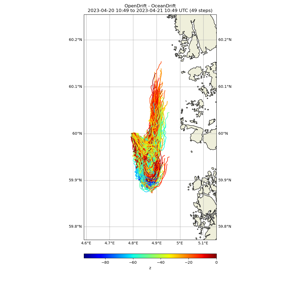 OpenDrift - OceanDrift
2023-04-20 10:49 to 2023-04-21 10:49 UTC (49 steps)
60.2°N 60.2°N
60.1°N 60.1°N
60°N 60°N
59.9°N 59.9°N
59.8°N 59.8°N
4.6°E 4.7°E 4.8°E 4.9°E 5°E 5.1°E
−80 −60 −40 −20 0
z